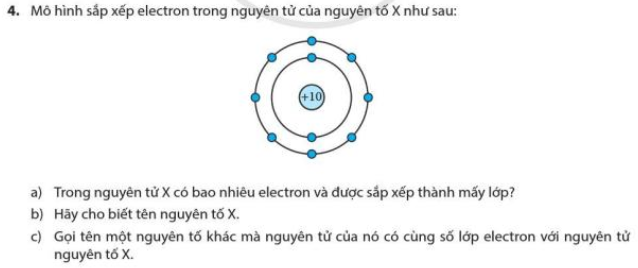 4. Mô hình sắp xếp electron trong nguyên tử của nguyên tố X như sau:
+10
a) Trong nguyên tử X có bao nhiêu electron và được sắp xếp thành mấy lớp?
b) Hãy cho biết tên nguyên tố X.
c) Gọi tên một nguyên tố khác mà nguyên tử của nó có cùng số lớp electron với nguyên tử
nguyên tố X.